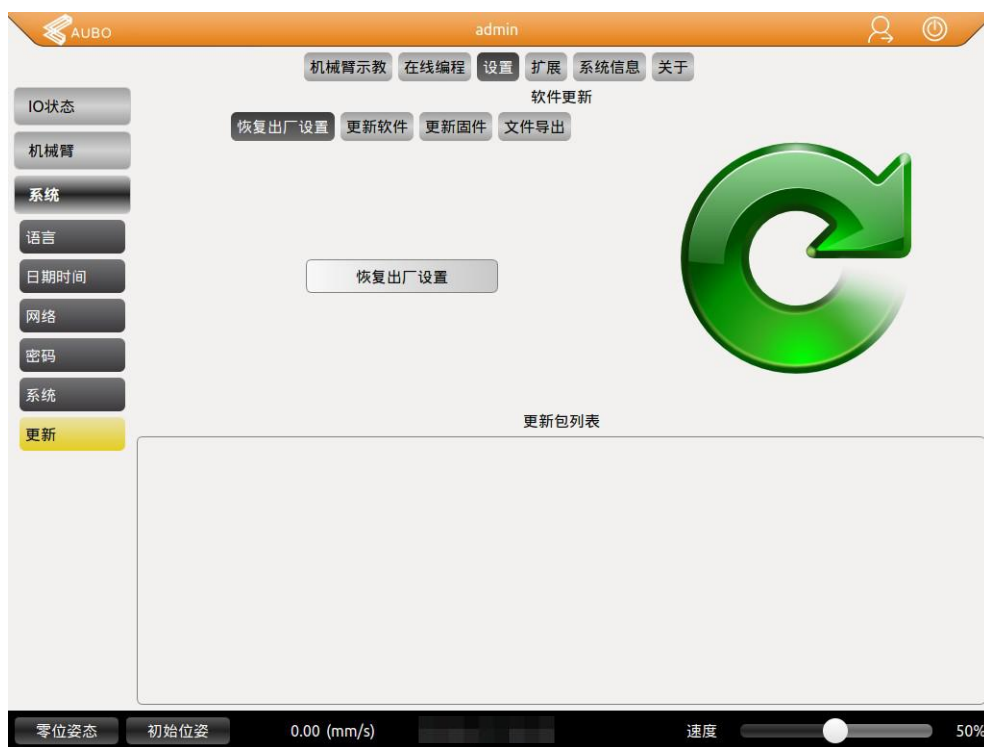 AUBO
admin
机械臂示教 在线编程 设置 扩展 系统信息 关于
软件更新
恢复出厂设置 更新软件 更新固件 文件导出
IO状态
机械臂
系统
语言
日期时间
网络
密码
系统
更新
恢复出厂设置
更新包列表
零位姿态 初始位姿 0.00 (mm/s) 速度 50%